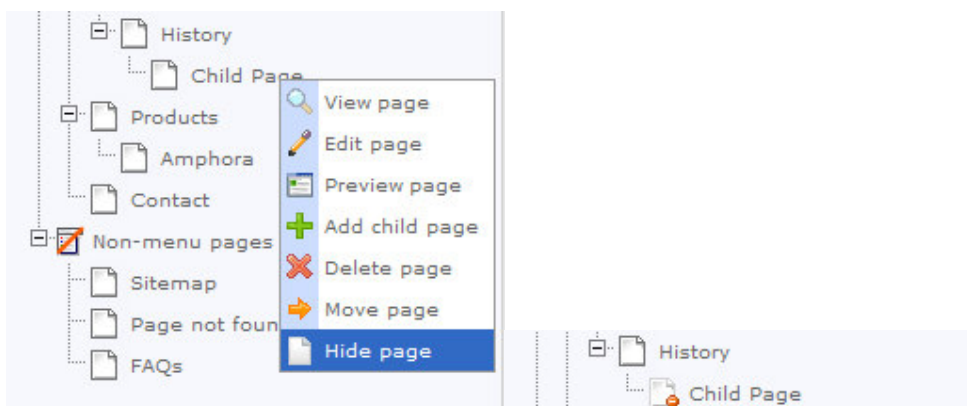 History
Child Page
View page
Products
Edit page
Amphora
Preview page
Contact
Add child page
Non-menu pages
Delete page
Sitemap
Move page
Page not foun
Hide page
FAQs
History
Child Page